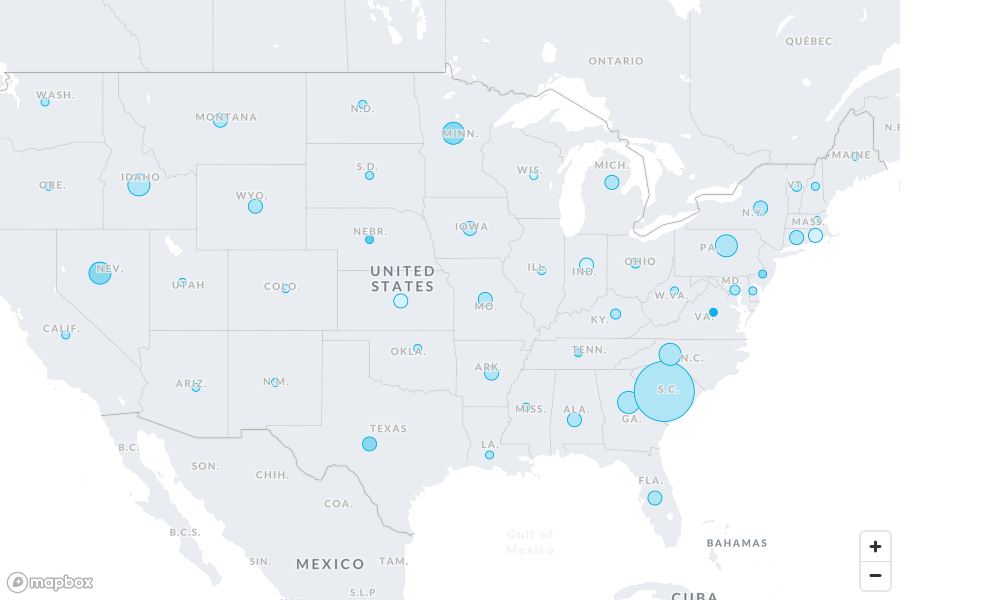 QUÉBEC
ONTARIO
WASH.
MONTANA
N.D.
MINN.
N.B
MAINE
ORE.
IDAHO
WYO.
S.D.
WIS.
MICH.
VT.
N.Y.
MASS.
NEBR.
IOWA
NEV.
UTAH
COLO.
UNITED
STATES
ILL.
IND.
OHIO
PA.
MD.
W.VA.
VA.
CALIF.
MO.
KY.
OKLA.
TENN.
N.C.
ARIZ.
N.M.
ARK.
S.C.
MISS.
ALA.
GA.
TEXAS
LA.
B.C.
SON.
CHIH.
FLA.
COA.
B.C.S.
Gulf of
Mexico
BAHAMAS
SIN.
MEXICO
TAM.
S.L.P.
CUBA
mapbox
+
−